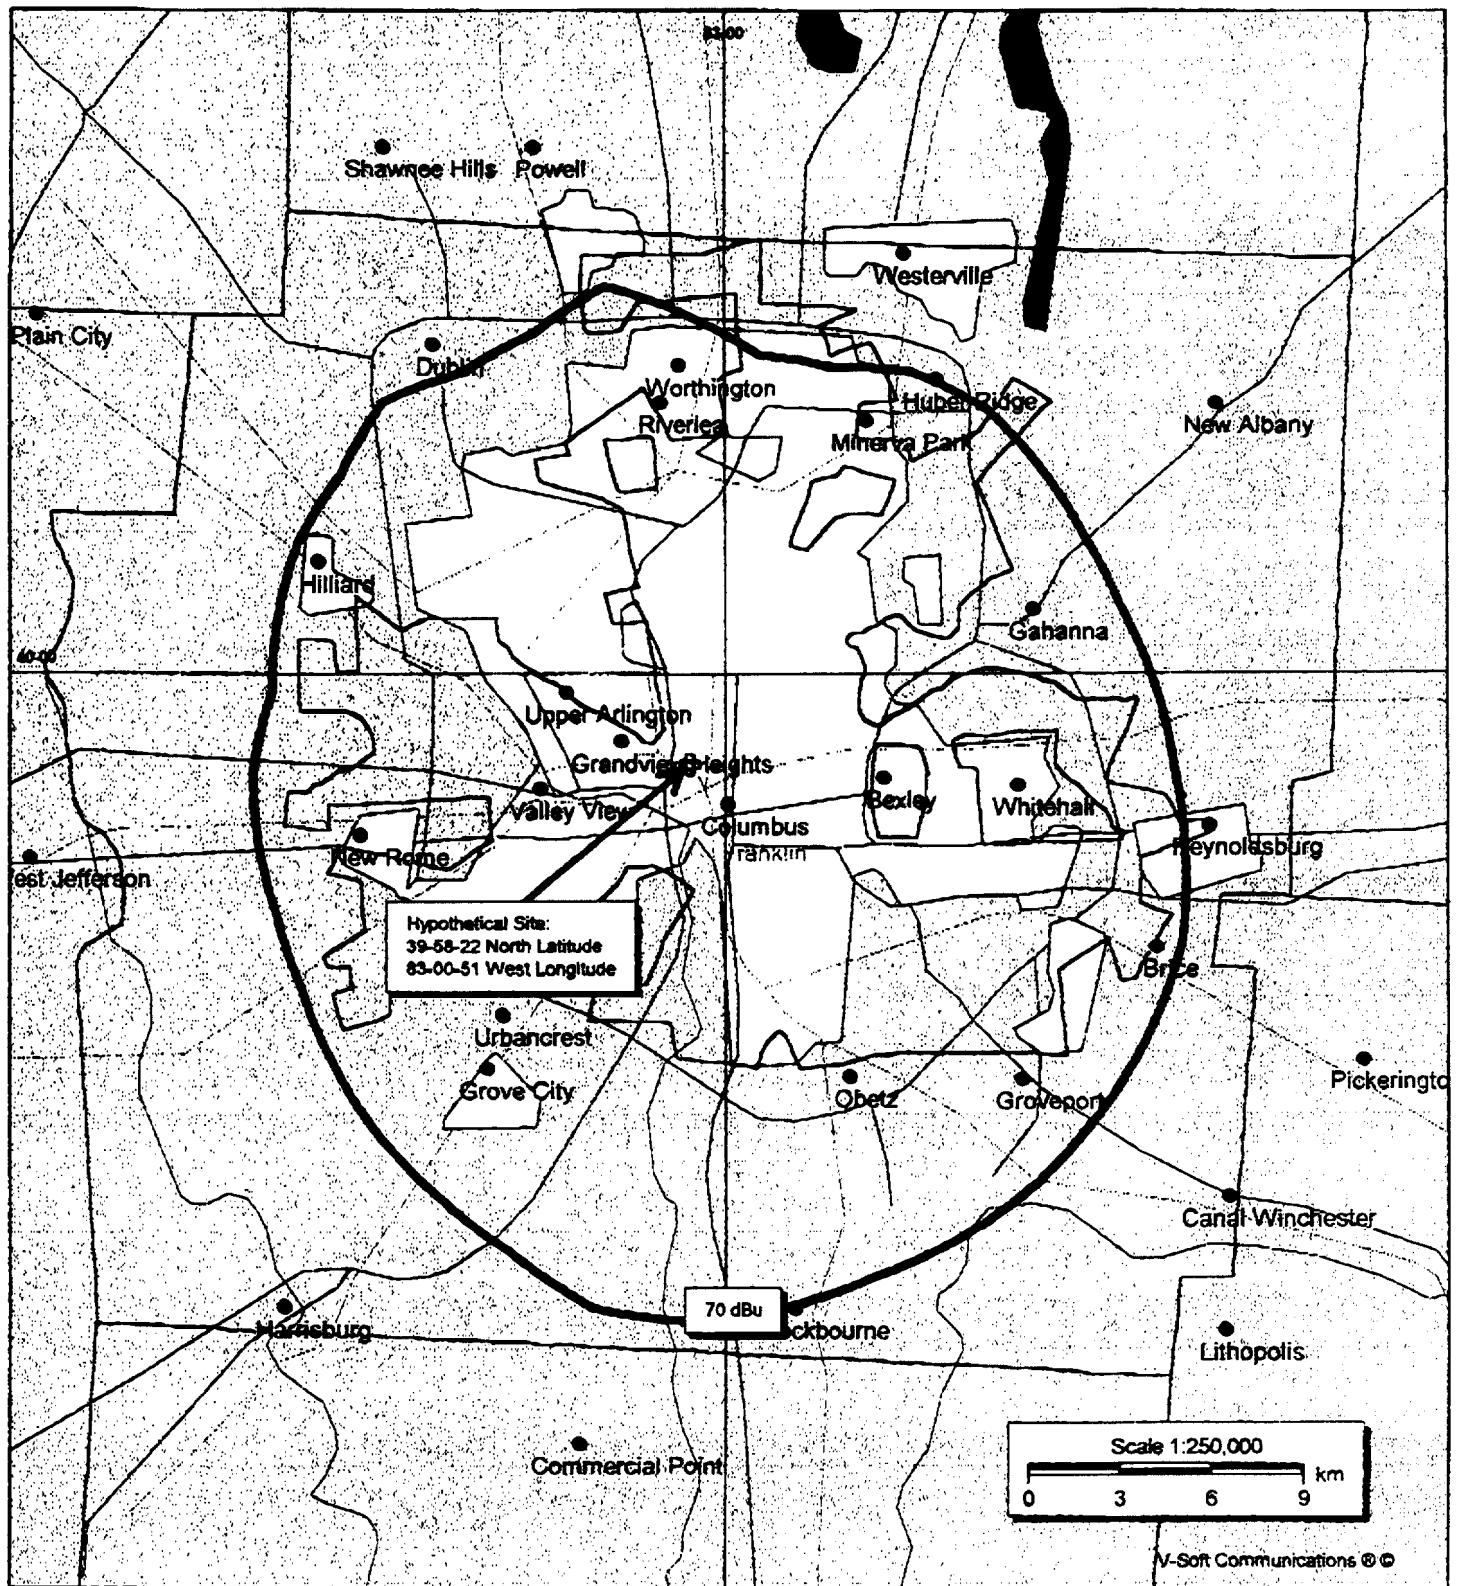 83-00
Shawnee Hills
Powell
Westerville
Plain City
Dublin
Worthington
Huber Ridge
Riverlea
New Albany
Minerva Park
Hilliard
Gahanna
40-00
Upper Arlington
Grandview Heights
Valley View
Bexley
Whitehall
Columbus
Franklin
New Rome
Reynoldsburg
est Jefferson
Hypothetical Site:
39-58-22 North Latitude
83-00-51 West Longitude
Brice
Urbancrest
Grove City
Obetz
Groveport
Pickeringto
Canal Winchester
70 dBu
ckbourne
Harrisburg
Lithopolis
Commercial Point
Scale 1:250,000
km
0 3 6 9
V-Soft Communications ® ©